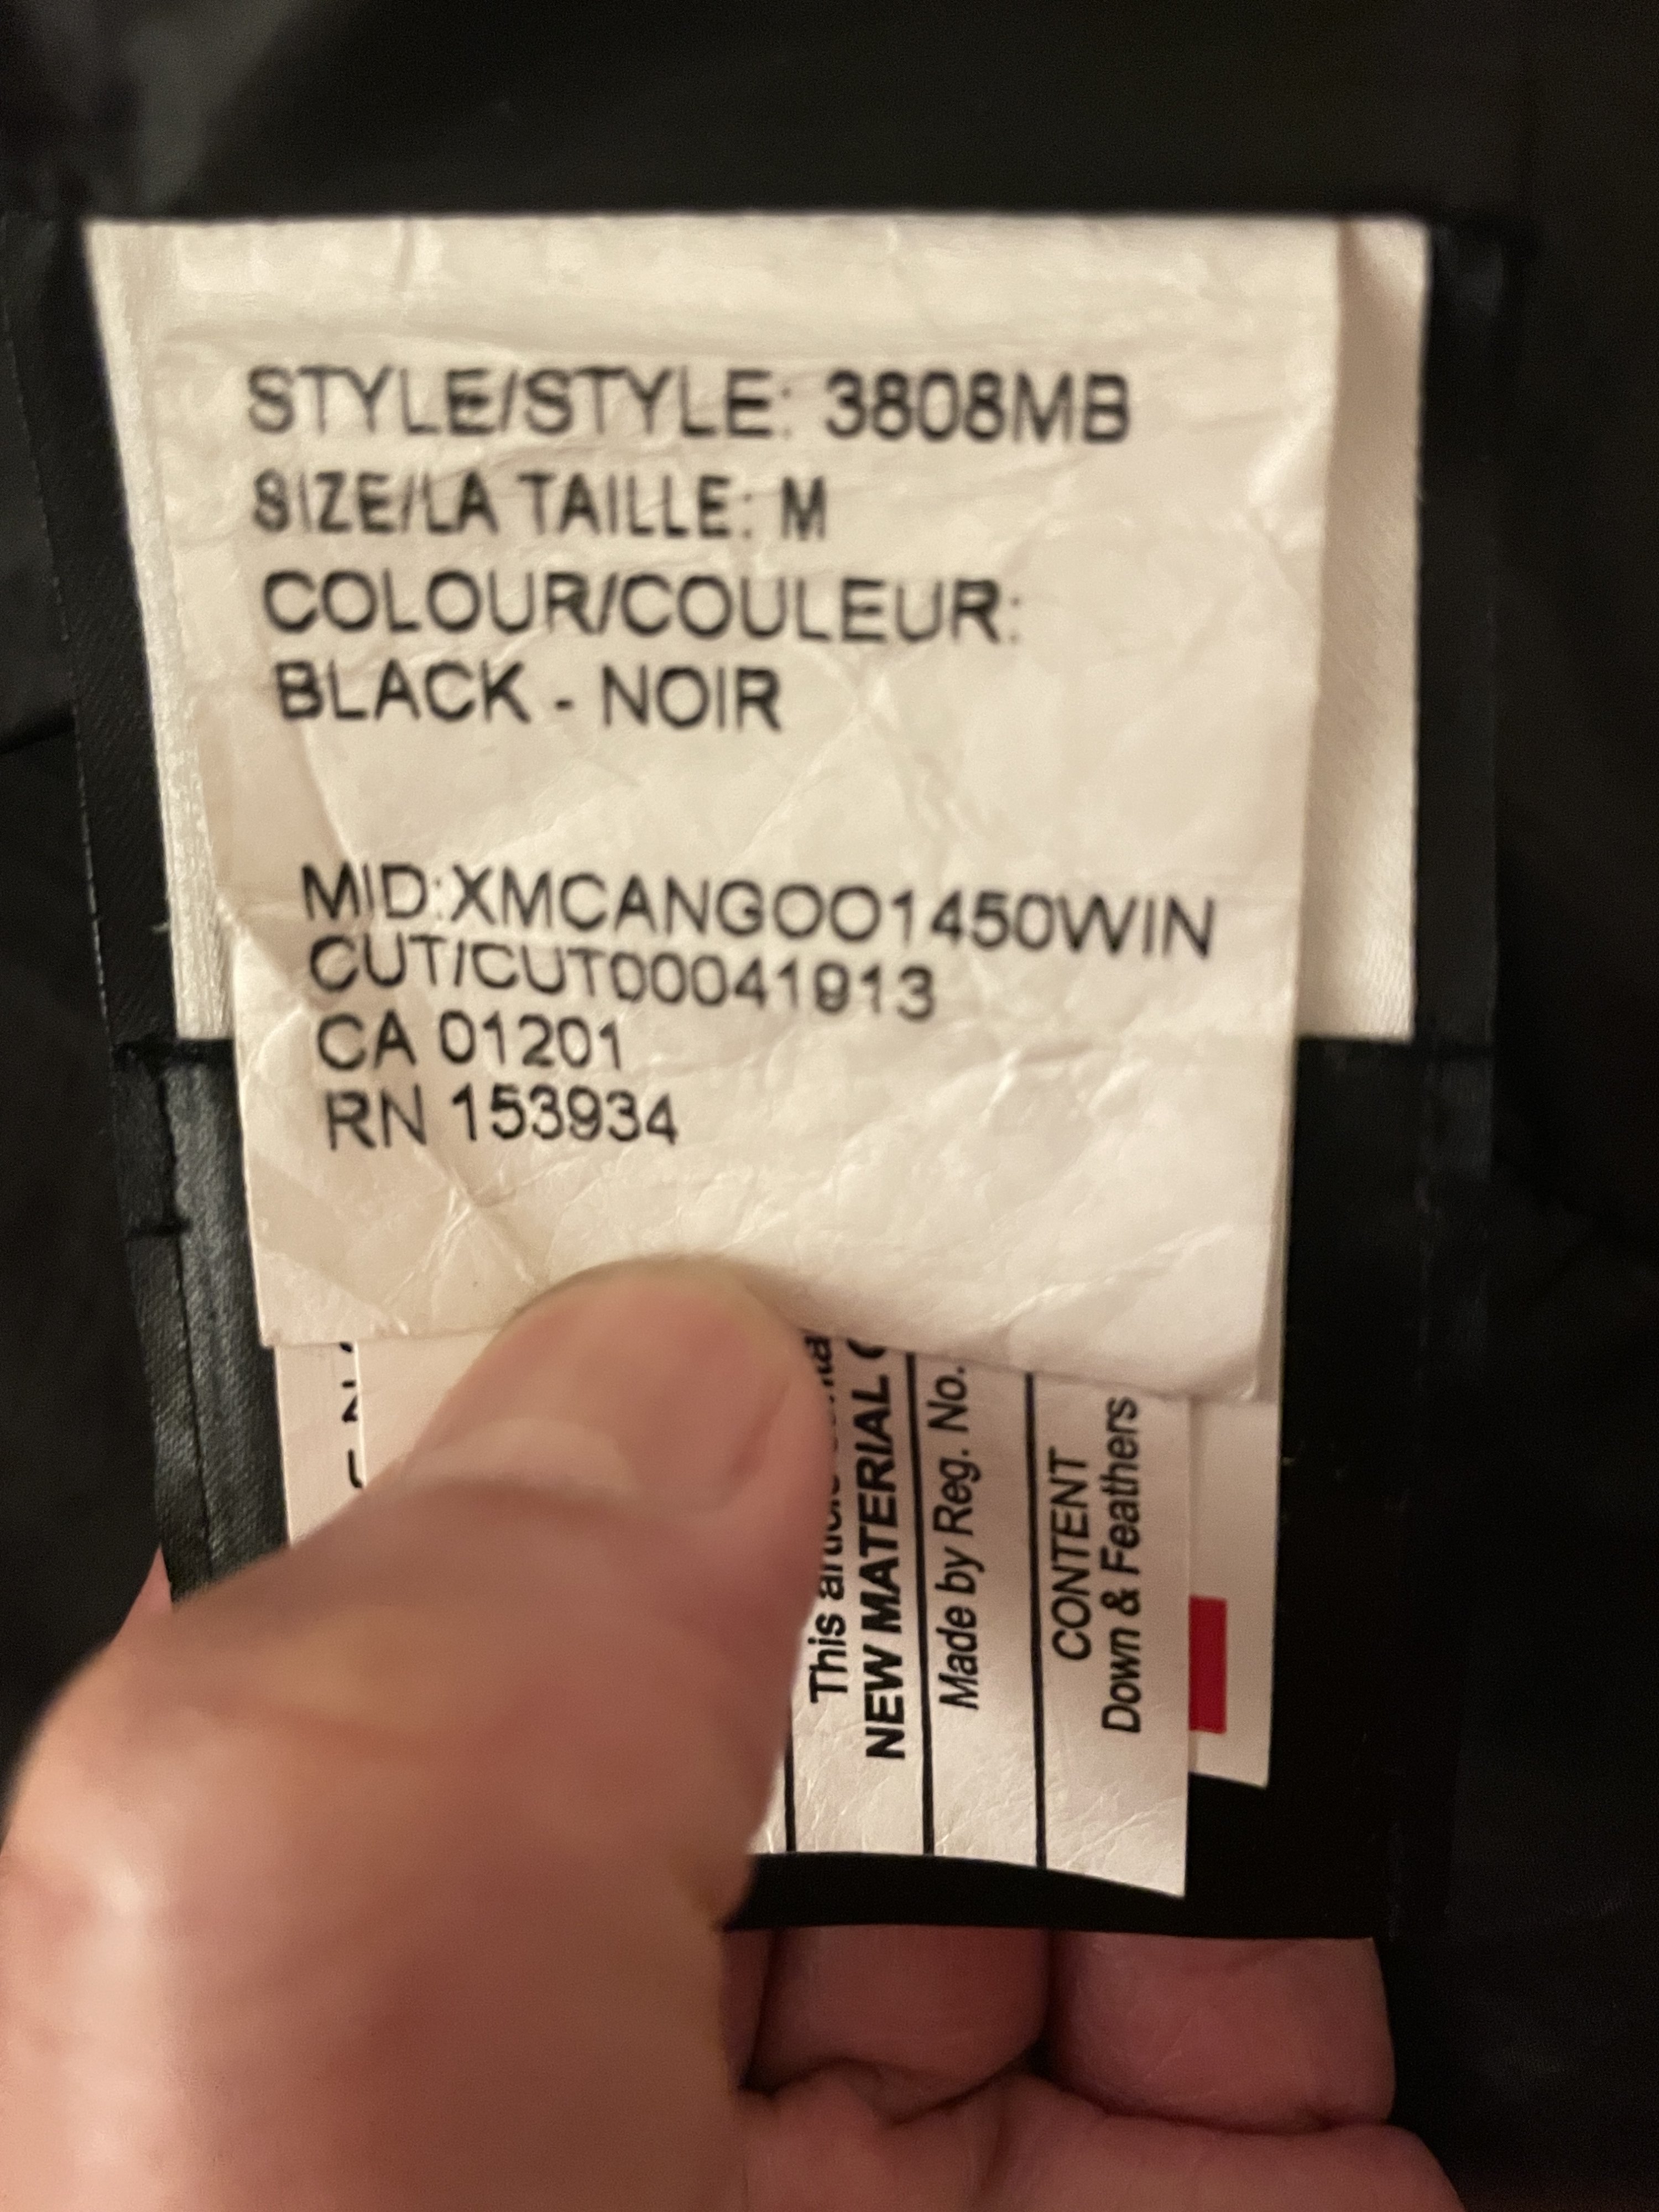 STYLE/STYLE: 3808MB
SIZE/LA TAILLE: M
COLOUR/COULEUR:
BLACK - NOIR
MID:XMCANGOO1450WIN
CUT/CUT00041913
CA 01201
RN 153934
This
NEW MATERIAL
Made by Reg. No.
CONTENT
Down & Feathers